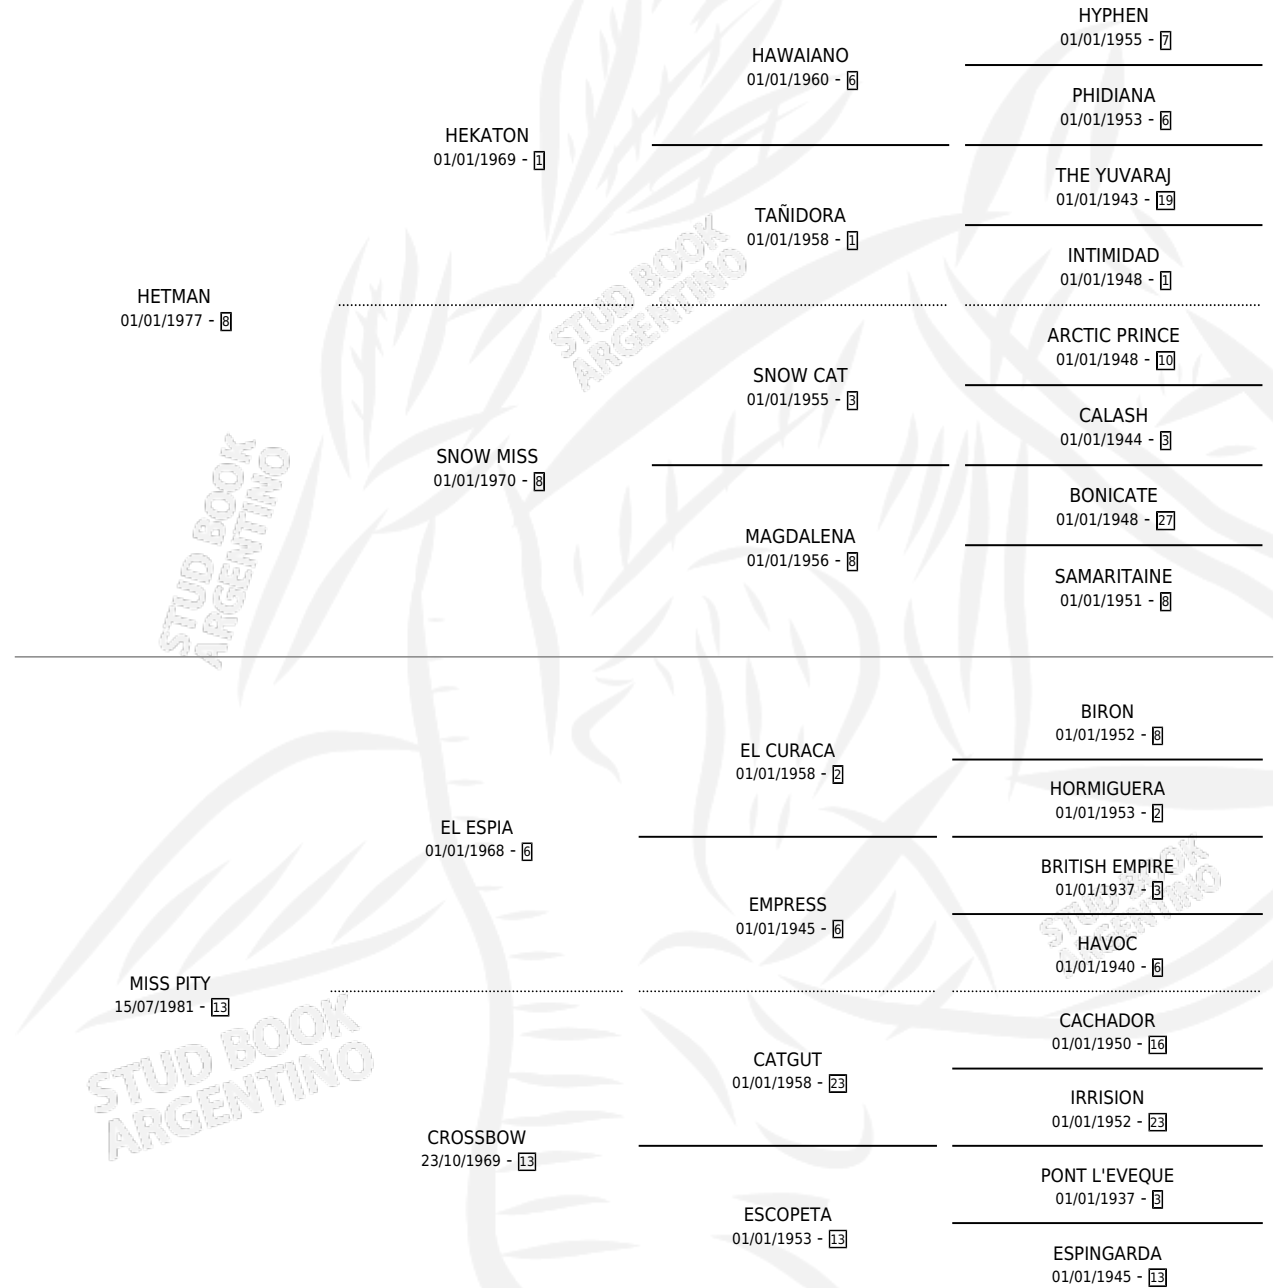 HYPHEN
01/01/1955 - 7
HAWAIANO
01/01/1960 - 6
PHIDIANA
01/01/1953 - 6
HEKATON
01/01/1969 - 1
THE YUVARAJ
01/01/1943 - 19
TAÑIDORA
01/01/1958 - 1
INTIMIDAD
01/01/1948 - 1
HETMAN
01/01/1977 - 8
STUD BOOK
ARGENTINO
ARCTIC PRINCE
01/01/1948 - 10
SNOW CAT
01/01/1955 - 3
CALASH
01/01/1944 - 3
SNOW MISS
01/01/1970 - 8
BONICATE
01/01/1948 - 27
MAGDALENA
01/01/1956 - 8
SAMARITAINE
01/01/1951 - 8
STUD BOOK
ARGENTINO
BIRON
01/01/1952 - 8
EL CURACA
01/01/1958 - 2
HORMIGUERA
01/01/1953 - 2
EL ESPIA
01/01/1968 - 6
BRITISH EMPIRE
01/01/1937 - 3
EMPRESS
01/01/1945 - 6
HAVOC
01/01/1940 - 6
STUD BOOK
ARGENTINO
MISS PITY
15/07/1981 - 13
CACHADOR
01/01/1950 - 16
CATGUT
01/01/1958 - 23
IRRISION
01/01/1952 - 23
STUD BOOK
ARGENTINO
CROSSBOW
23/10/1969 - 13
PONT L'EVEQUE
01/01/1937 - 3
ESCOPETA
01/01/1953 - 13
ESPINGARDA
01/01/1945 - 13